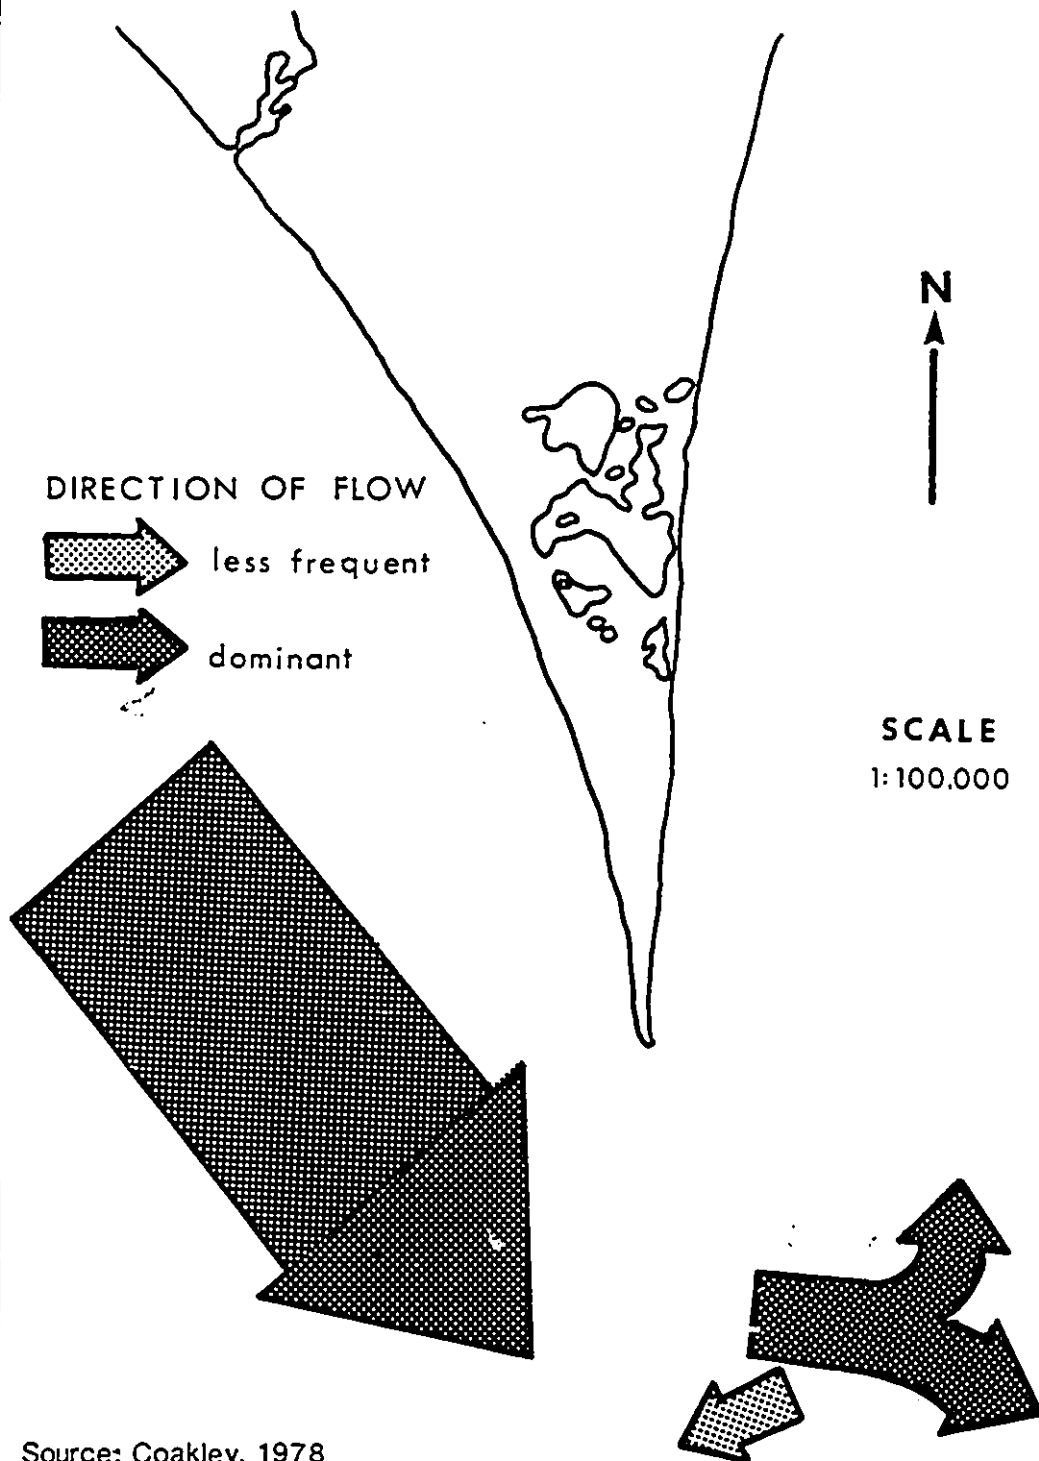 N
DIRECTION OF FLOW
less frequent
dominant
SCALE
1:100,000
Source: Coakley, 1978